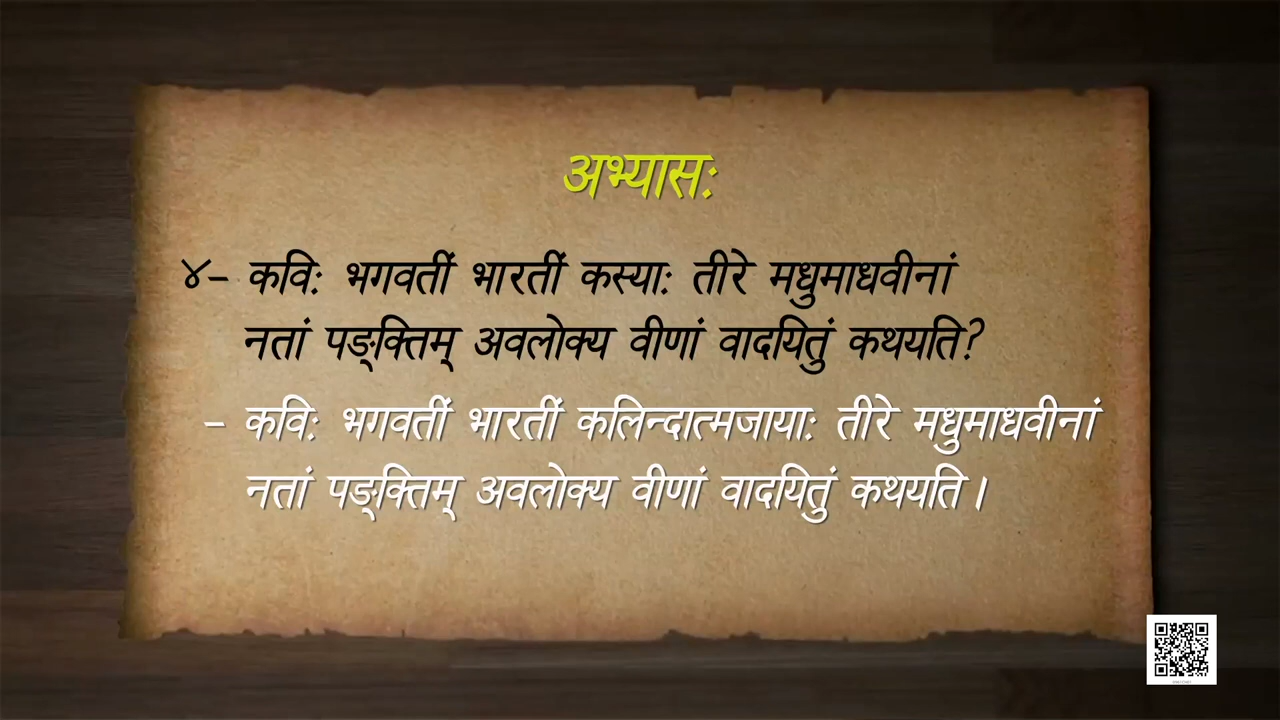 अभ्यासः
४- कविः भगवतीं भारतीं कस्याः तीरे मधुमाधवीनां
नतां पङ्क्तिम् अवलोक्य वीणां वादयितुं कथयति?
- कविः भगवतीं भारतीं कलिन्दात्मजायाः तीरे मधुमाधवीनां
नतां पङ्क्तिम् अवलोक्य वीणां वादयितुं कथयति।